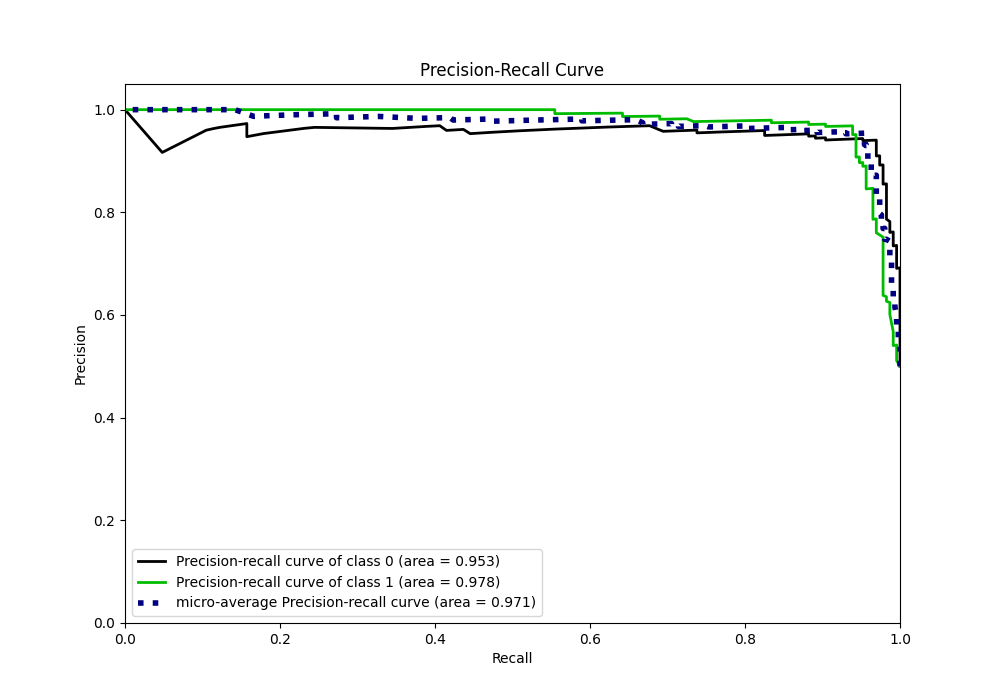 Precision-Recall Curve
1.0
0.8
0.6
0.4
0.2
0.0
Precision
Precision-recall curve of class 0 (area = 0.953)
Precision-recall curve of class 1 (area = 0.978)
micro-average Precision-recall curve (area = 0.971)
0.0 0.2 0.4 0.6 0.8 1.0
Recall